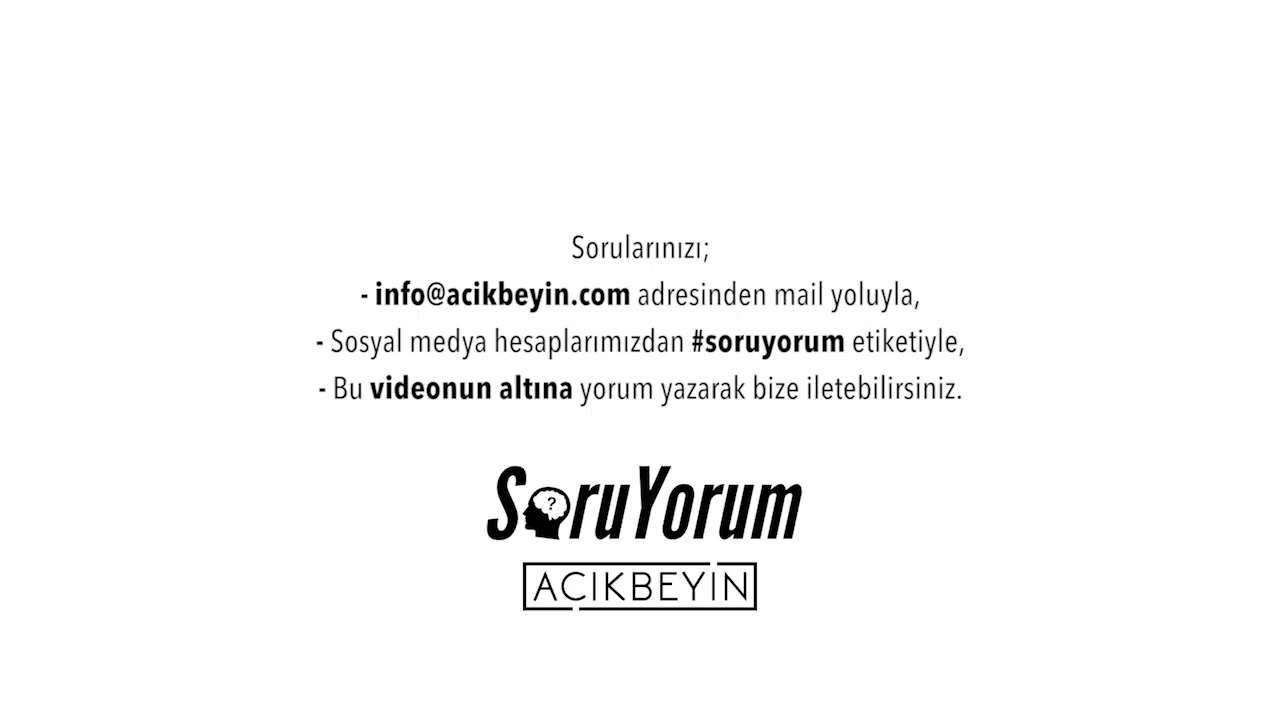 Sorularınızı;
- info@acikbeyin.com adresinden mail yoluyla,
- Sosyal medya hesaplarımızdan #soruyorum etiketiyle,
- Bu videonun altına yorum yazarak bize iletebilirsiniz.
SoruYorum
AÇIKBEYİN